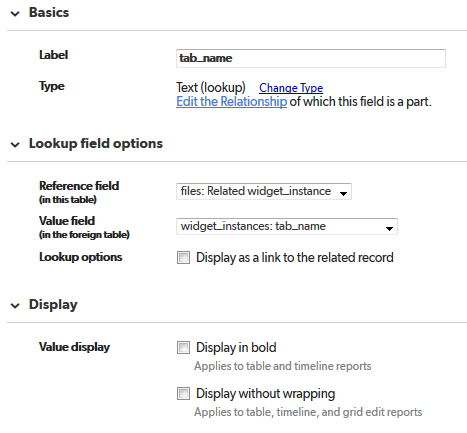 Basics
Label
tab_name
Type
Text (lookup) Change Type
Edit the Relationship of which this field is a part.
Lookup field options
Reference field
(in this table)
files: Related widget_instance
Value field
(in the foreign table)
widget_instances: tab_name
Lookup options
Display as a link to the related record
Display
Value display
Display in bold
Applies to table and timeline reports
Display without wrapping
Applies to table, timeline, and grid edit reports